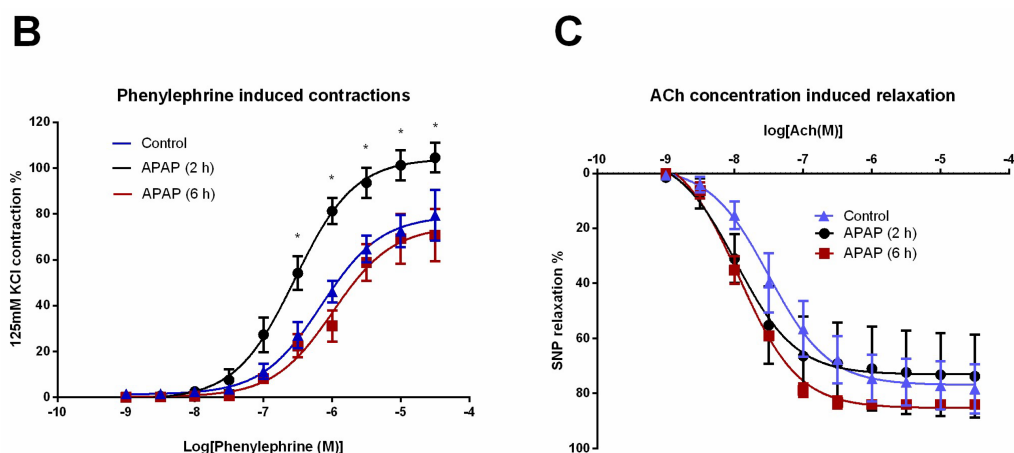 B
Phenylephrine induced contractions
120
100
80
60
40
20
0
125mM KCl contraction %
Control
APAP (2 h)
APAP (6 h)
* * * * *
-10 -9 -8 -7 -6 -5 -4
Log[Phenylephrine (M)]
C
ACh concentration induced relaxation
log[Ach(M)]
-10 -9 -8 -7 -6 -5 -4
0
20
40
60
80
100
SNP relaxation %
Control
APAP (2 h)
APAP (6 h)